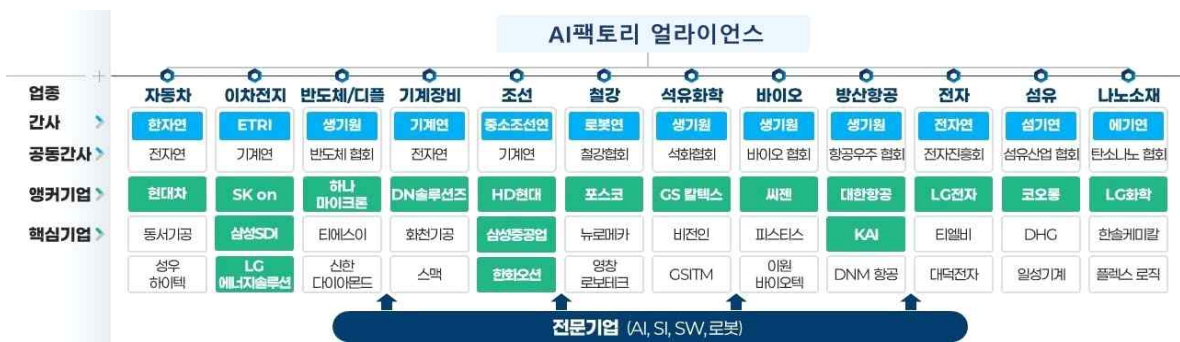 AI팩토리 얼라이언스
업종 자동차 이차전지 반도체/디플 기계장비 조선 철강 석유화학 바이오 방산항공 전자 섬유 나노소재
간사 한자연 ETRI 생기원 기계연 중소조선연 로봇연 생기원 생기원 생기원 전자연 섬기연 에기연
공동간사 전자연 기계연 반도체 협회 전자연 기계연 철강협회 석화협회 바이오 협회 항공우주 협회 전자진흥회 섬유산업 협회 탄소나노 협회
앵커기업 현대차 SK on 하나 마이크론 DN솔루션즈 HD현대 포스코 GS 칼텍스 씨젠 대한항공 LG전자 코오롱 LG화학
핵심기업 동서기공 삼성SDI 티에스이 화천기공 삼성중공업 뉴로메카 비전인 피스티스 KAI 티엘비 DHG 한솔케미칼
성우 하이텍 LG 에너지솔루션 신한 다이아몬드 스맥 한화오션 영창 로보테크 GSITM 이원 바이오텍 DNM 항공 대덕전자 일성기계 플렉스 로직
전문기업 (AI, SI, SW, 로봇)